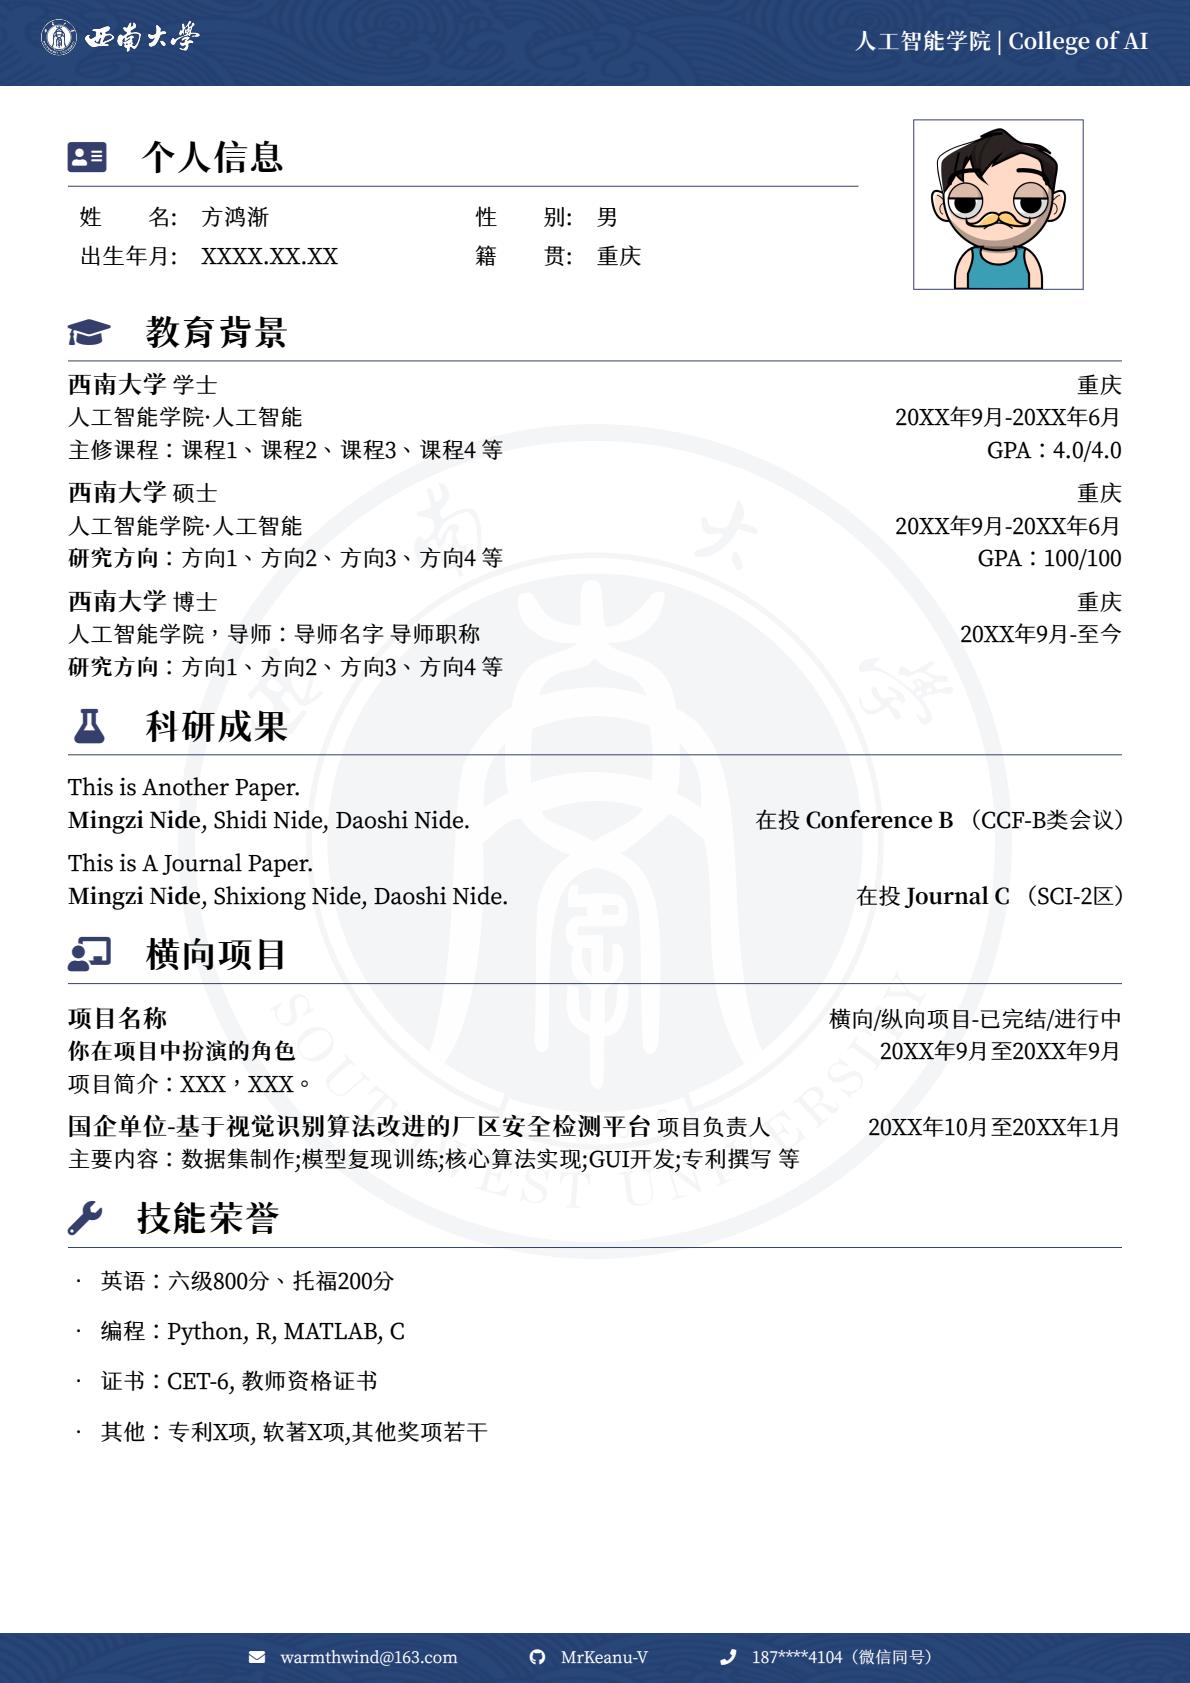 西南大学
人工智能学院 | College of AI
个人信息
姓 名: 方鸿渐 性 别: 男
出生年月: XXXX.XX.XX 籍 贯: 重庆
教育背景
西南大学 学士 重庆
人工智能学院·人工智能 20XX年9月-20XX年6月
主修课程：课程1、课程2、课程3、课程4 等 GPA：4.0/4.0
西南大学 硕士 重庆
人工智能学院·人工智能 20XX年9月-20XX年6月
研究方向：方向1、方向2、方向3、方向4 等 GPA：100/100
西南大学 博士 重庆
人工智能学院，导师：导师名字 导师职称 20XX年9月-至今
研究方向：方向1、方向2、方向3、方向4 等
科研成果
This is Another Paper.
Mingzi Nide, Shidi Nide, Daoshi Nide. 在投 Conference B （CCF-B类会议）
This is A Journal Paper.
Mingzi Nide, Shixiong Nide, Daoshi Nide. 在投 Journal C （SCI-2区）
横向项目
项目名称 横向/纵向项目-已完结/进行中
你在项目中扮演的角色 20XX年9月至20XX年9月
项目简介：XXX，XXX。
国企单位-基于视觉识别算法改进的厂区安全检测平台 项目负责人 20XX年10月至20XX年1月
主要内容：数据集制作;模型复现训练;核心算法实现;GUI开发;专利撰写 等
技能荣誉
· 英语：六级800分、托福200分
· 编程：Python, R, MATLAB, C
· 证书：CET-6, 教师资格证书
· 其他：专利X项, 软著X项,其他奖项若干
西南大学
SOUTHWEST UNIVERSITY
warmthwind@163.com MrKeanu-V 187****4104（微信同号）